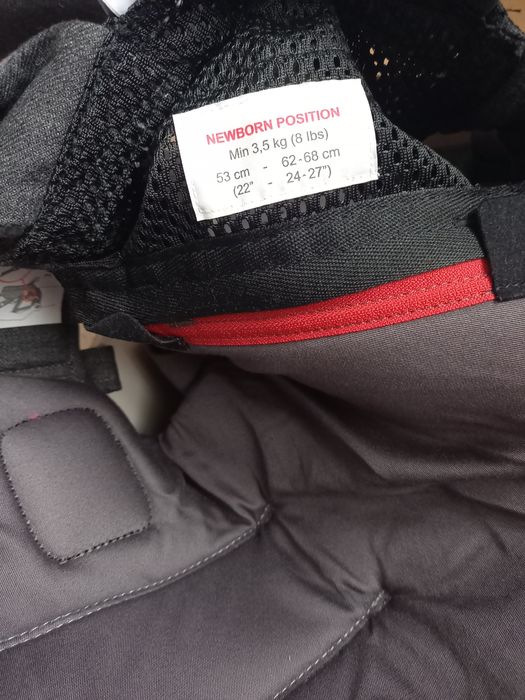 NEWBORN POSITION
Min 3,5 kg (8 lbs)
53 cm - 62-68 cm
(22" - 24-27")